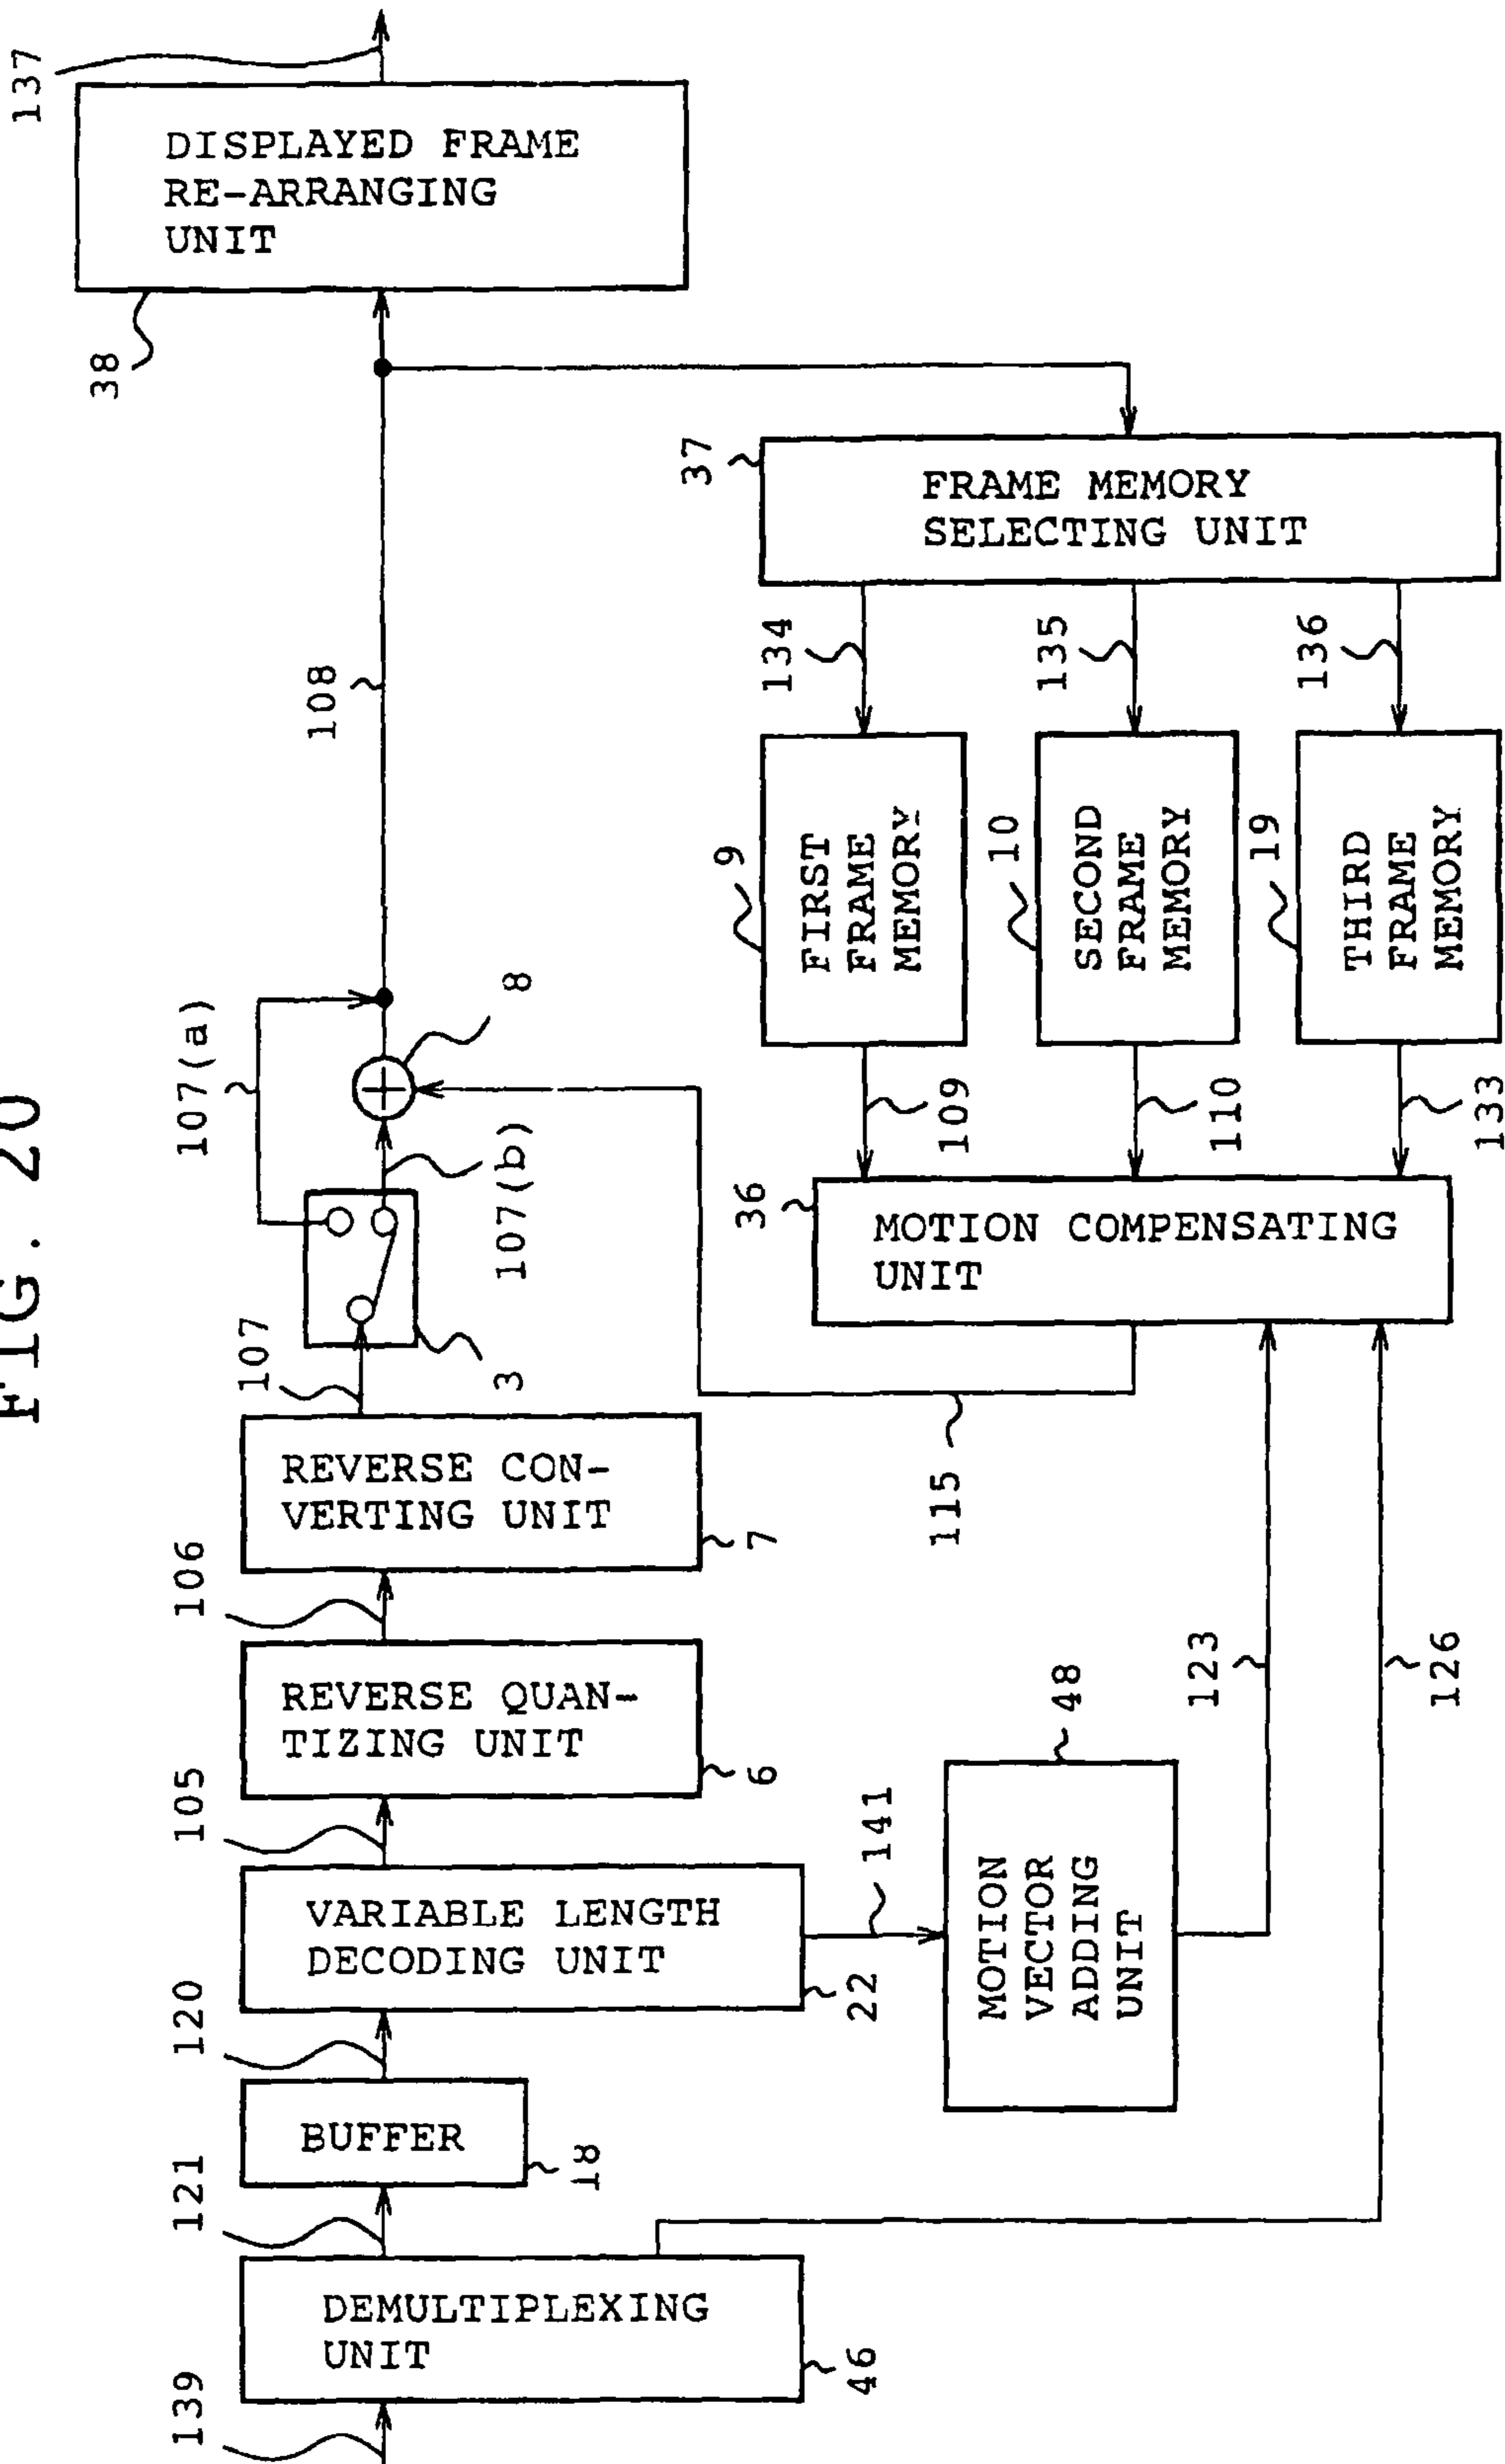 FIG. 20
139
DEMULTIPLEXING
UNIT
46
121
BUFFER
18
120
VARIABLE LENGTH
DECODING UNIT
22
105
REVERSE QUAN-
TIZING UNIT
6
106
REVERSE CON-
VERTING UNIT
7
107
3
107(a)
107(b)
8
108
38
DISPLAYED FRAME
RE-ARRANGING
UNIT
137
141
MOTION
VECTOR
ADDING
UNIT
48
123
126
115
36
MOTION COMPENSATING
UNIT
109
110
133
9
FIRST
FRAME
MEMORY
10
SECOND
FRAME
MEMORY
19
THIRD
FRAME
MEMORY
134
135
136
37
FRAME MEMORY
SELECTING UNIT